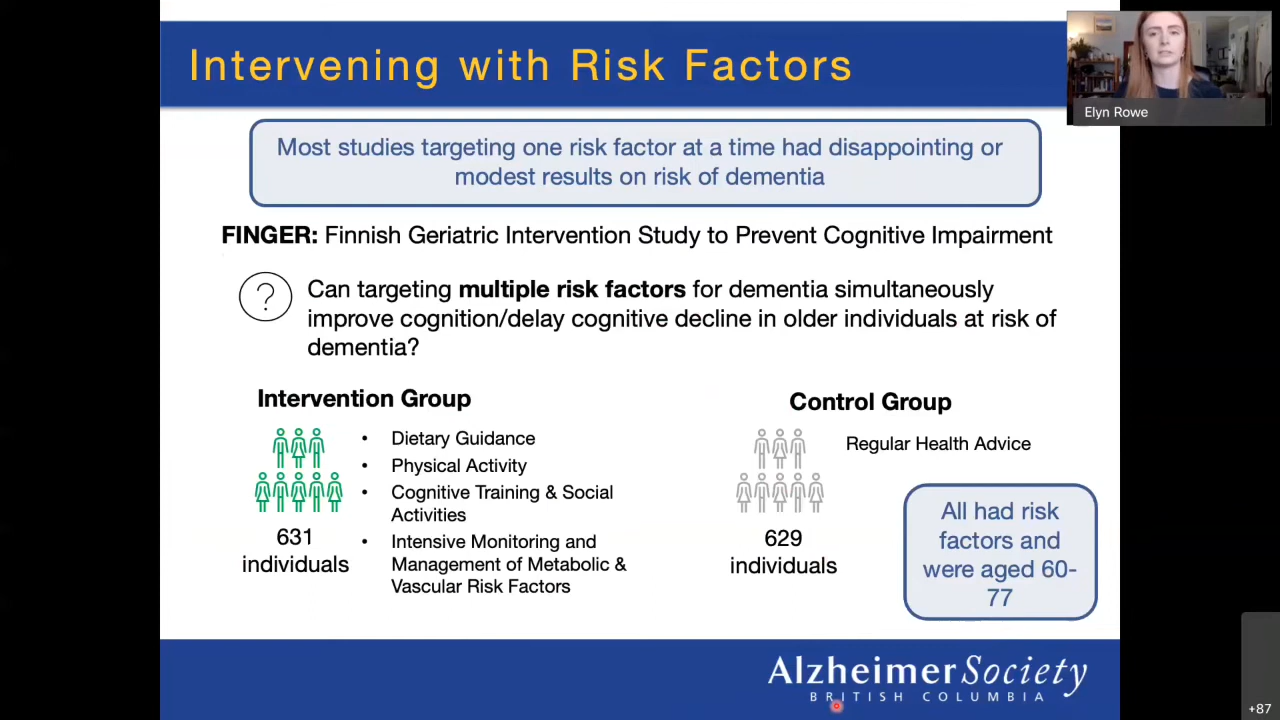 Intervening with Risk Factors
Elyn Rowe
Most studies targeting one risk factor at a time had disappointing or
modest results on risk of dementia
FINGER: Finnish Geriatric Intervention Study to Prevent Cognitive Impairment
?
Can targeting multiple risk factors for dementia simultaneously
improve cognition/delay cognitive decline in older individuals at risk of
dementia?
Intervention Group
631
individuals
• Dietary Guidance
• Physical Activity
• Cognitive Training & Social
Activities
• Intensive Monitoring and
Management of Metabolic &
Vascular Risk Factors
Control Group
629
individuals
Regular Health Advice
All had risk
factors and
were aged 60-
77
AlzheimerSociety
BRITISH COLUMBIA
+87